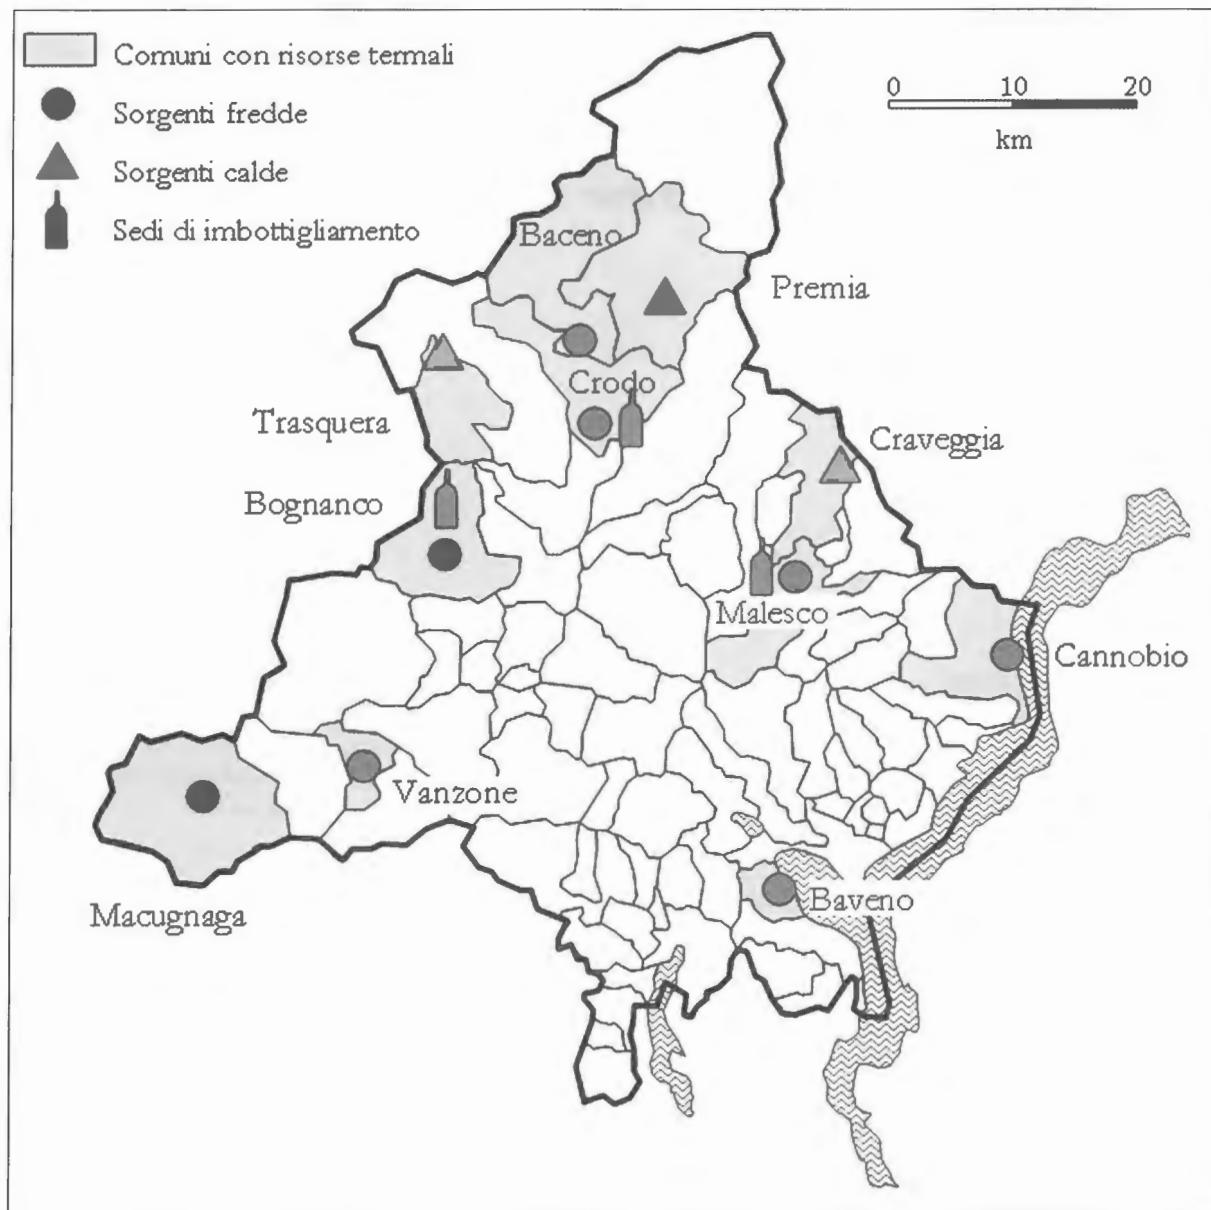 Comuni con risorse termali
Sorgenti fredde
Sorgenti calde
Sedi di imbottigliamento
0 10 20
km
Baceno
Premia
Crodo
Trasquera
Craveggia
Bognanco
Malesco
Cannobio
Vanzone
Baveno
Macugnaga